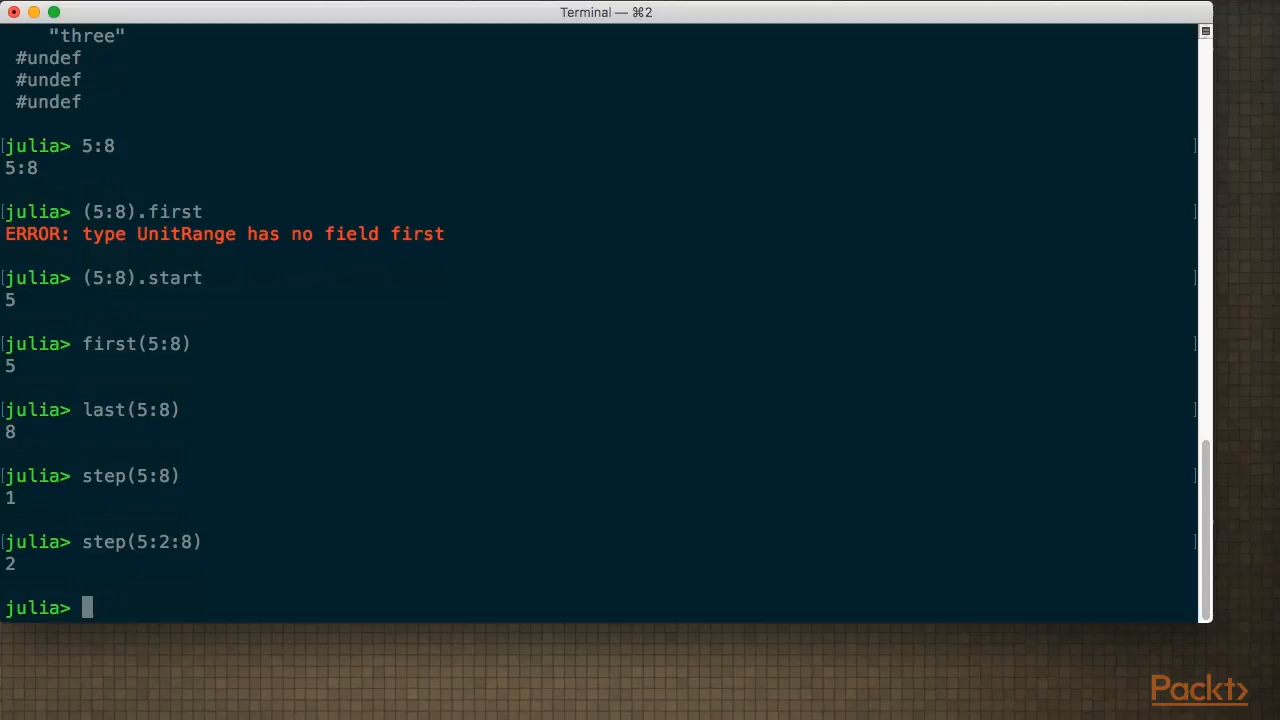 Terminal — ⌘2
"three"
#undef
#undef
#undef
[julia> 5:8 ]
5:8
[julia> (5:8).first ]
ERROR: type UnitRange has no field first
[julia> (5:8).start ]
5
[julia> first(5:8) ]
5
[julia> last(5:8) ]
8
[julia> step(5:8) ]
1
[julia> step(5:2:8) ]
2
julia>
Packt>